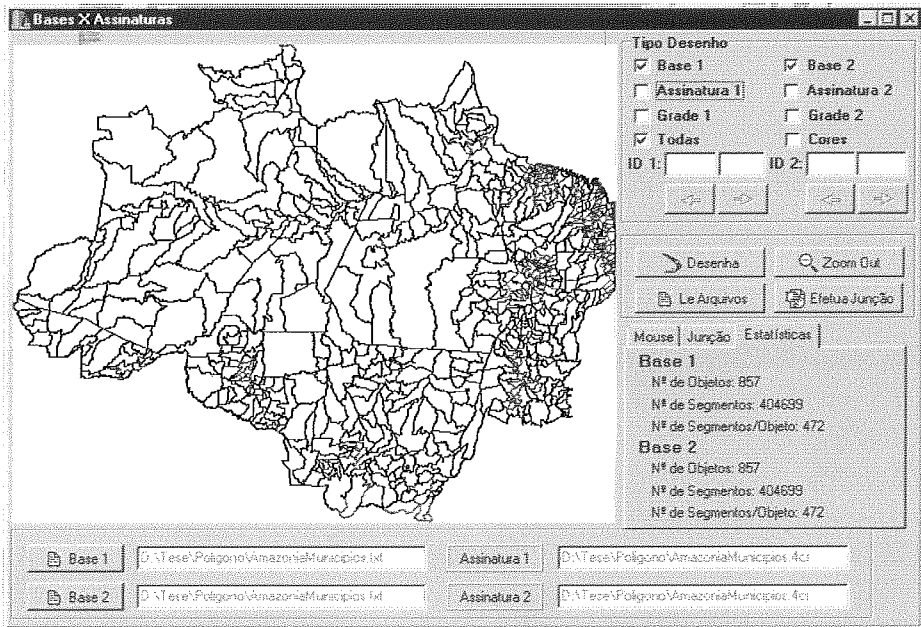 Bases X Assinaturas
Tipo Desenho
Base 1
Base 2
Assinatura 1
Assinatura 2
Grade 1
Grade 2
Todas
Cores
ID 1:
ID 2:
<=
=>
<=
=>
Desenha
Zoom Out
Le Arquivos
Efetua Junção
Mouse
Junção
Estatísticas
Base 1
Nº de Objetos: 857
Nº de Segmentos: 404699
Nº de Segmentos/Objeto: 472
Base 2
Nº de Objetos: 857
Nº de Segmentos: 404699
Nº de Segmentos/Objeto: 472
Base 1
D:\Tese\Poligono\AmazoniaMunicipios.txt
Assinatura 1
D:\Tese\Poligono\AmazoniaMunicipios.4cs
Base 2
D:\Tese\Poligono\AmazoniaMunicipios.txt
Assinatura 2
D:\Tese\Poligono\AmazoniaMunicipios.4cs